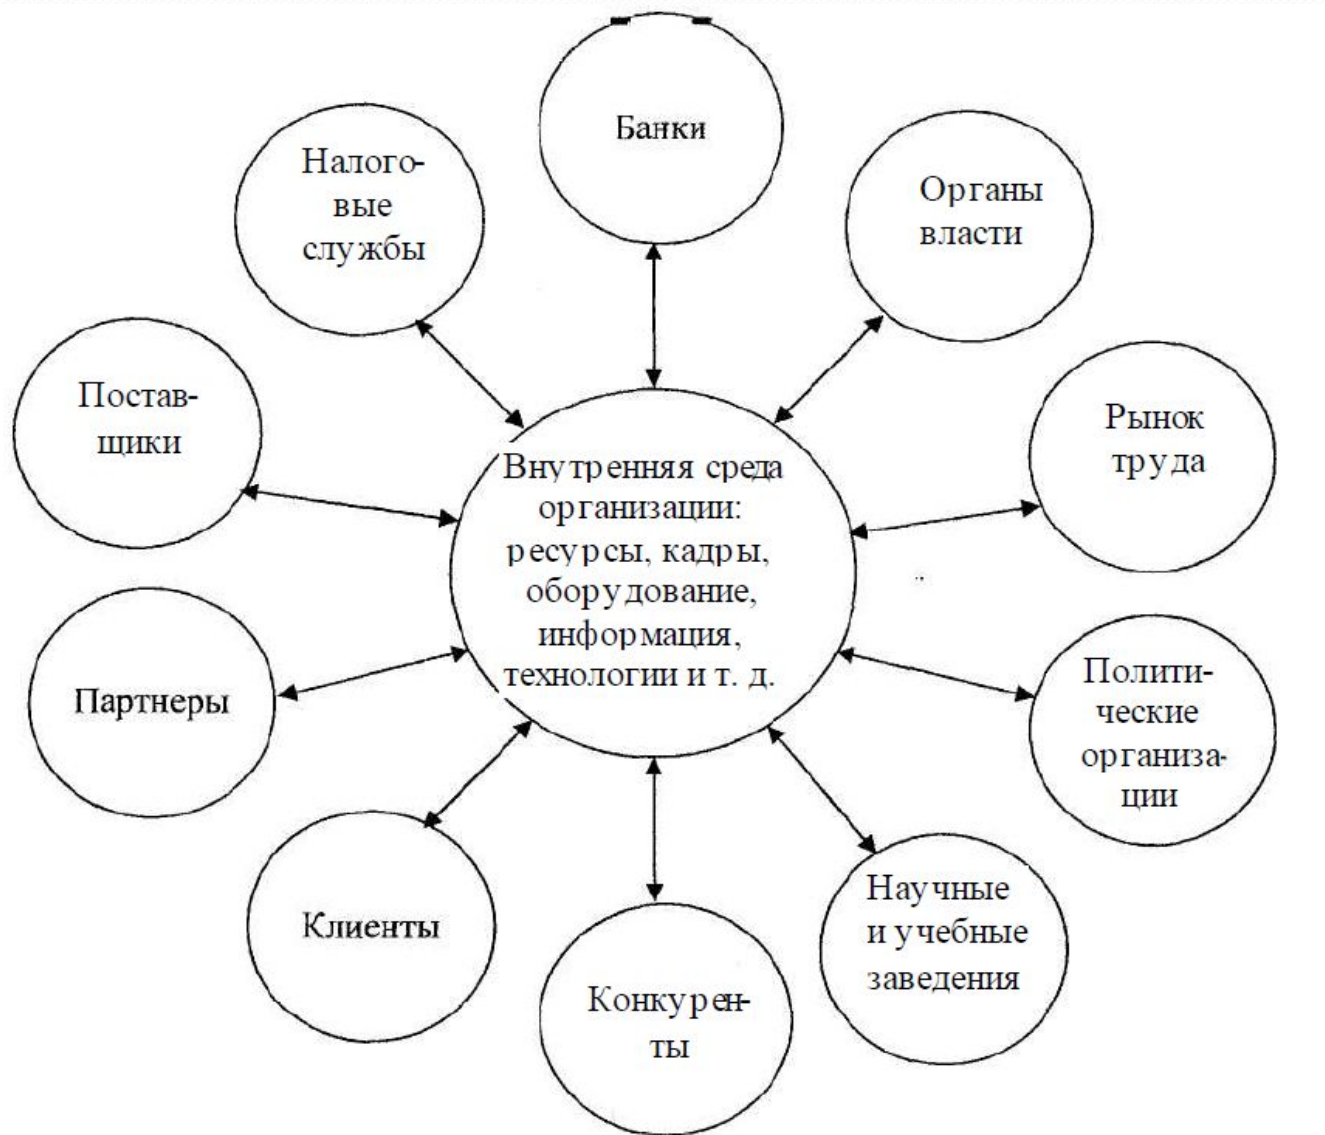 Банки
Налого-
вые
службы
Органы
власти
Постав-
щики
Рынок
труда
Внутренняя среда
организации:
ресурсы, кадры,
оборудование,
информация,
технологии и т. д.
Партнеры
Полити-
ческие
организа-
ции
Клиенты
Научные
и учебные
заведения
Конкурен-
ты